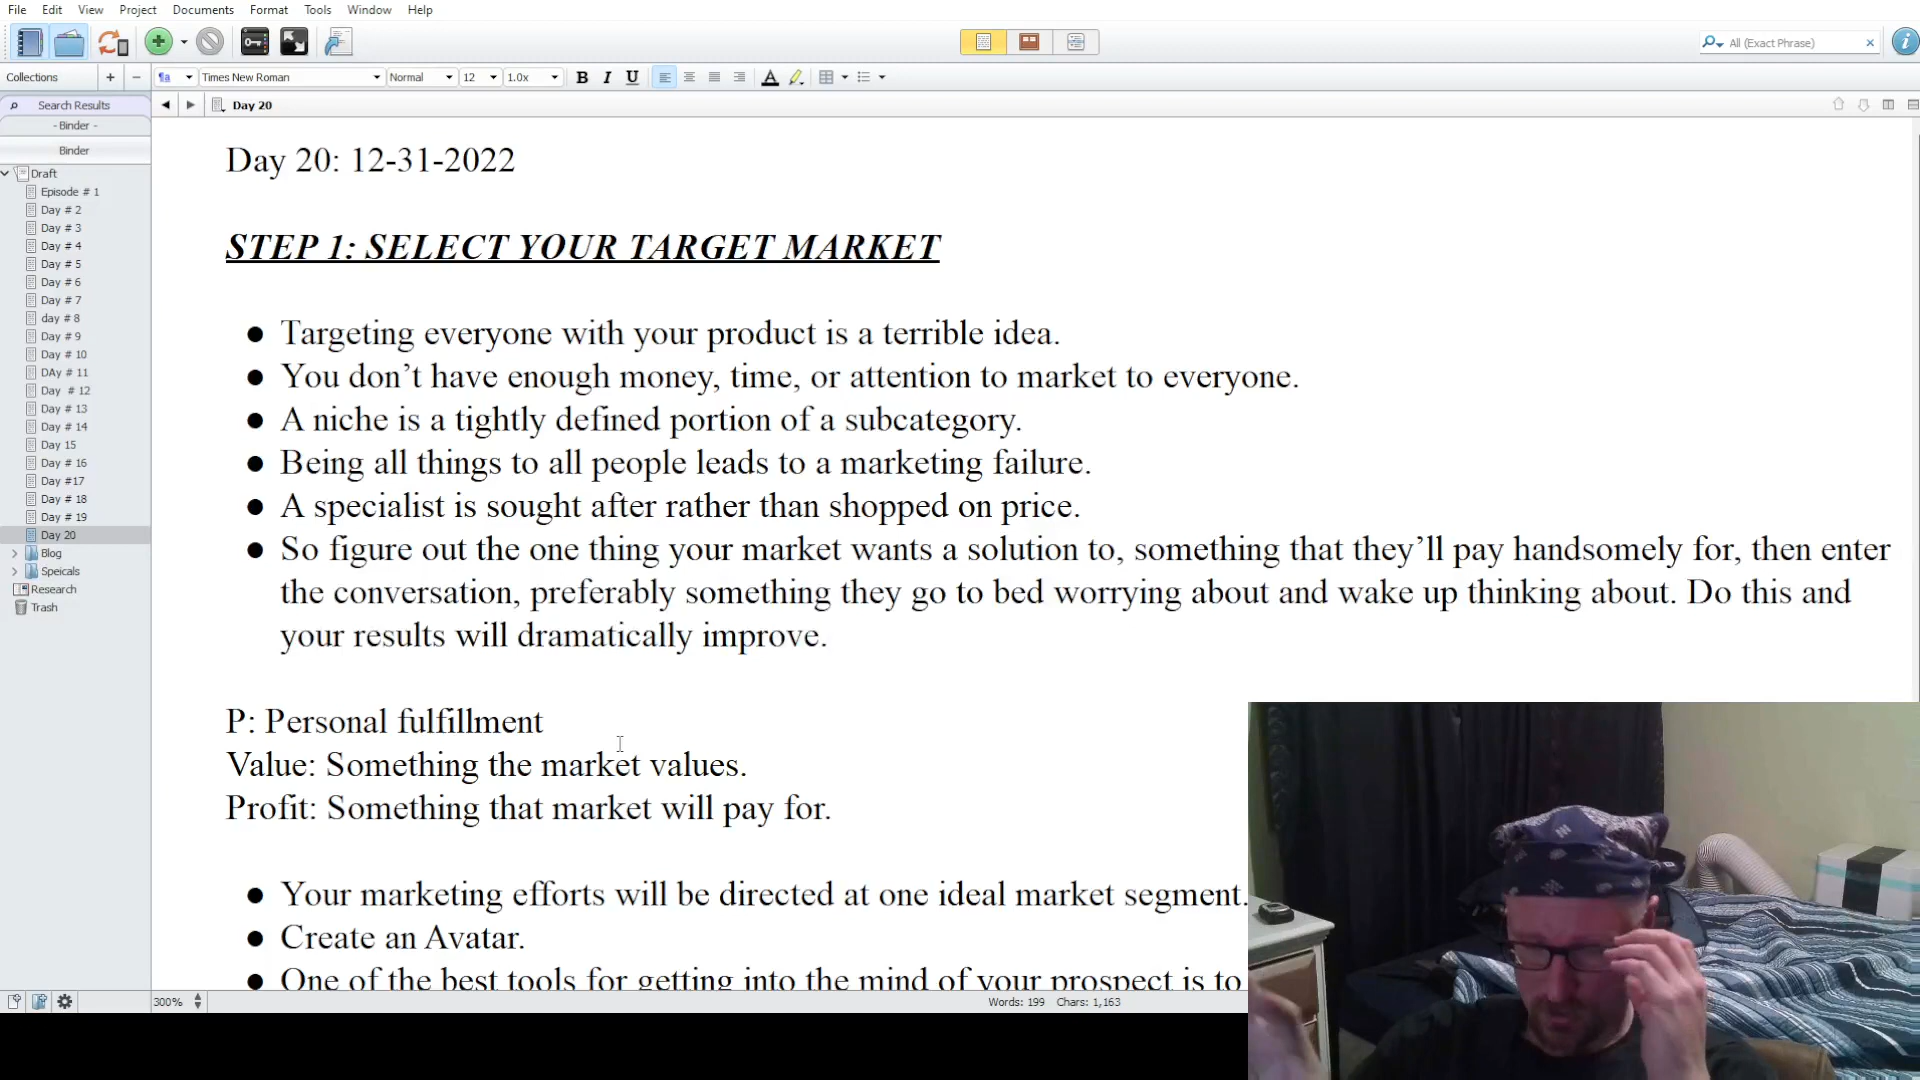 File Edit View Project Documents Format Tools Window Help
All (Exact Phrase)
Collections
Times New Roman Normal 12 1.0x B I U A
Search Results
- Binder -
Binder
Day 20
Draft
Episode # 1
Day # 2
Day # 3
Day # 4
Day # 5
Day # 6
Day # 7
day # 8
Day # 9
Day # 10
DAy # 11
Day # 12
Day # 13
Day # 14
Day 15
Day # 16
Day #17
Day # 18
Day # 19
Day 20
Blog
Speicals
Research
Trash
Day 20: 12-31-2022
STEP 1: SELECT YOUR TARGET MARKET
● Targeting everyone with your product is a terrible idea.
● You don’t have enough money, time, or attention to market to everyone.
● A niche is a tightly defined portion of a subcategory.
● Being all things to all people leads to a marketing failure.
● A specialist is sought after rather than shopped on price.
● So figure out the one thing your market wants a solution to, something that they’ll pay handsomely for, then enter
the conversation, preferably something they go to bed worrying about and wake up thinking about. Do this and
your results will dramatically improve.
P: Personal fulfillment
Value: Something the market values.
Profit: Something that market will pay for.
● Your marketing efforts will be directed at one ideal market segment.
● Create an Avatar.
● One of the best tools for getting into the mind of your prospect is to
300%
Words: 199 Chars: 1,163